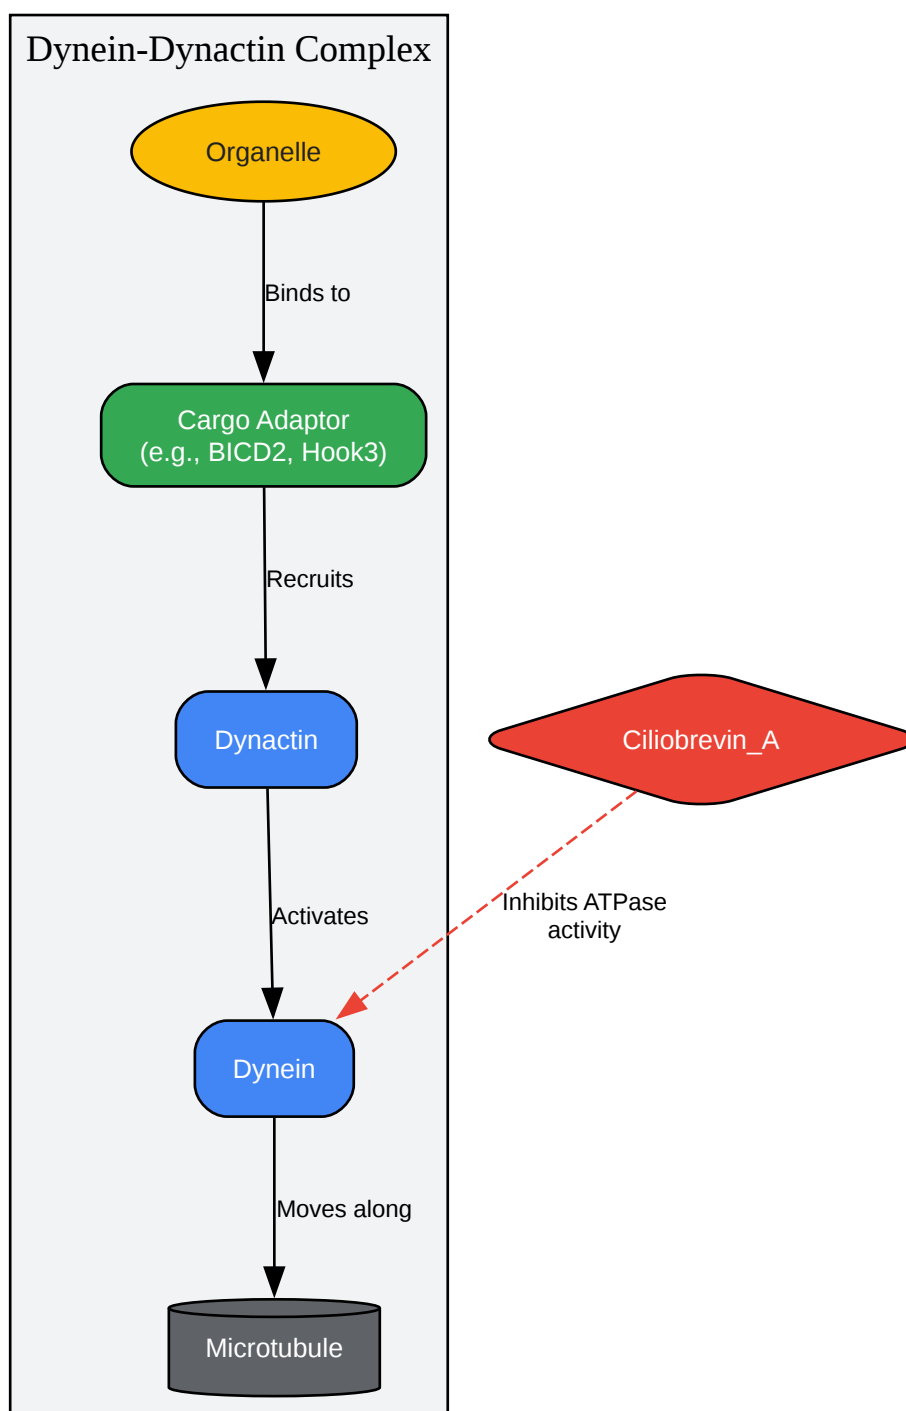 Dynein-Dynactin Complex
Organelle
Binds to
Cargo Adaptor
(e.g., BICD2, Hook3)
Recruits
Dynactin
Ciliobrevin_A
Inhibits ATPase
activity
Activates
Dynein
Moves along
Microtubule